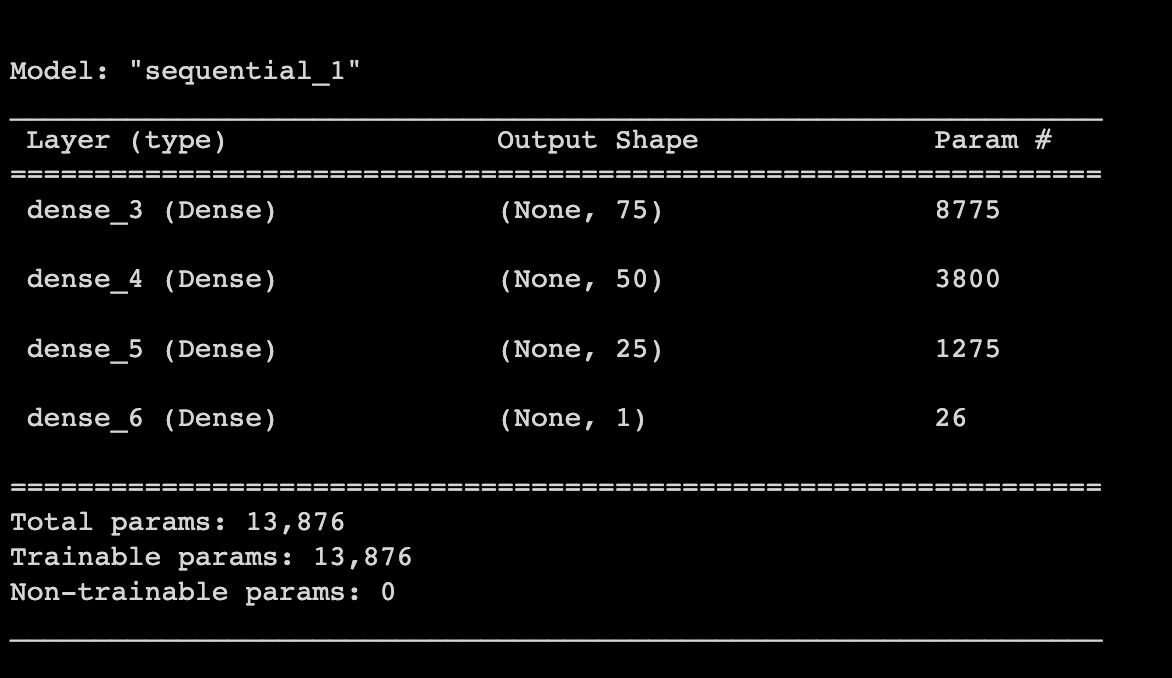 Model: "sequential_1"
_________________________________________________________________
Layer (type) Output Shape Param #
=================================================================
dense_3 (Dense) (None, 75) 8775
dense_4 (Dense) (None, 50) 3800
dense_5 (Dense) (None, 25) 1275
dense_6 (Dense) (None, 1) 26
=================================================================
Total params: 13,876
Trainable params: 13,876
Non-trainable params: 0
_________________________________________________________________